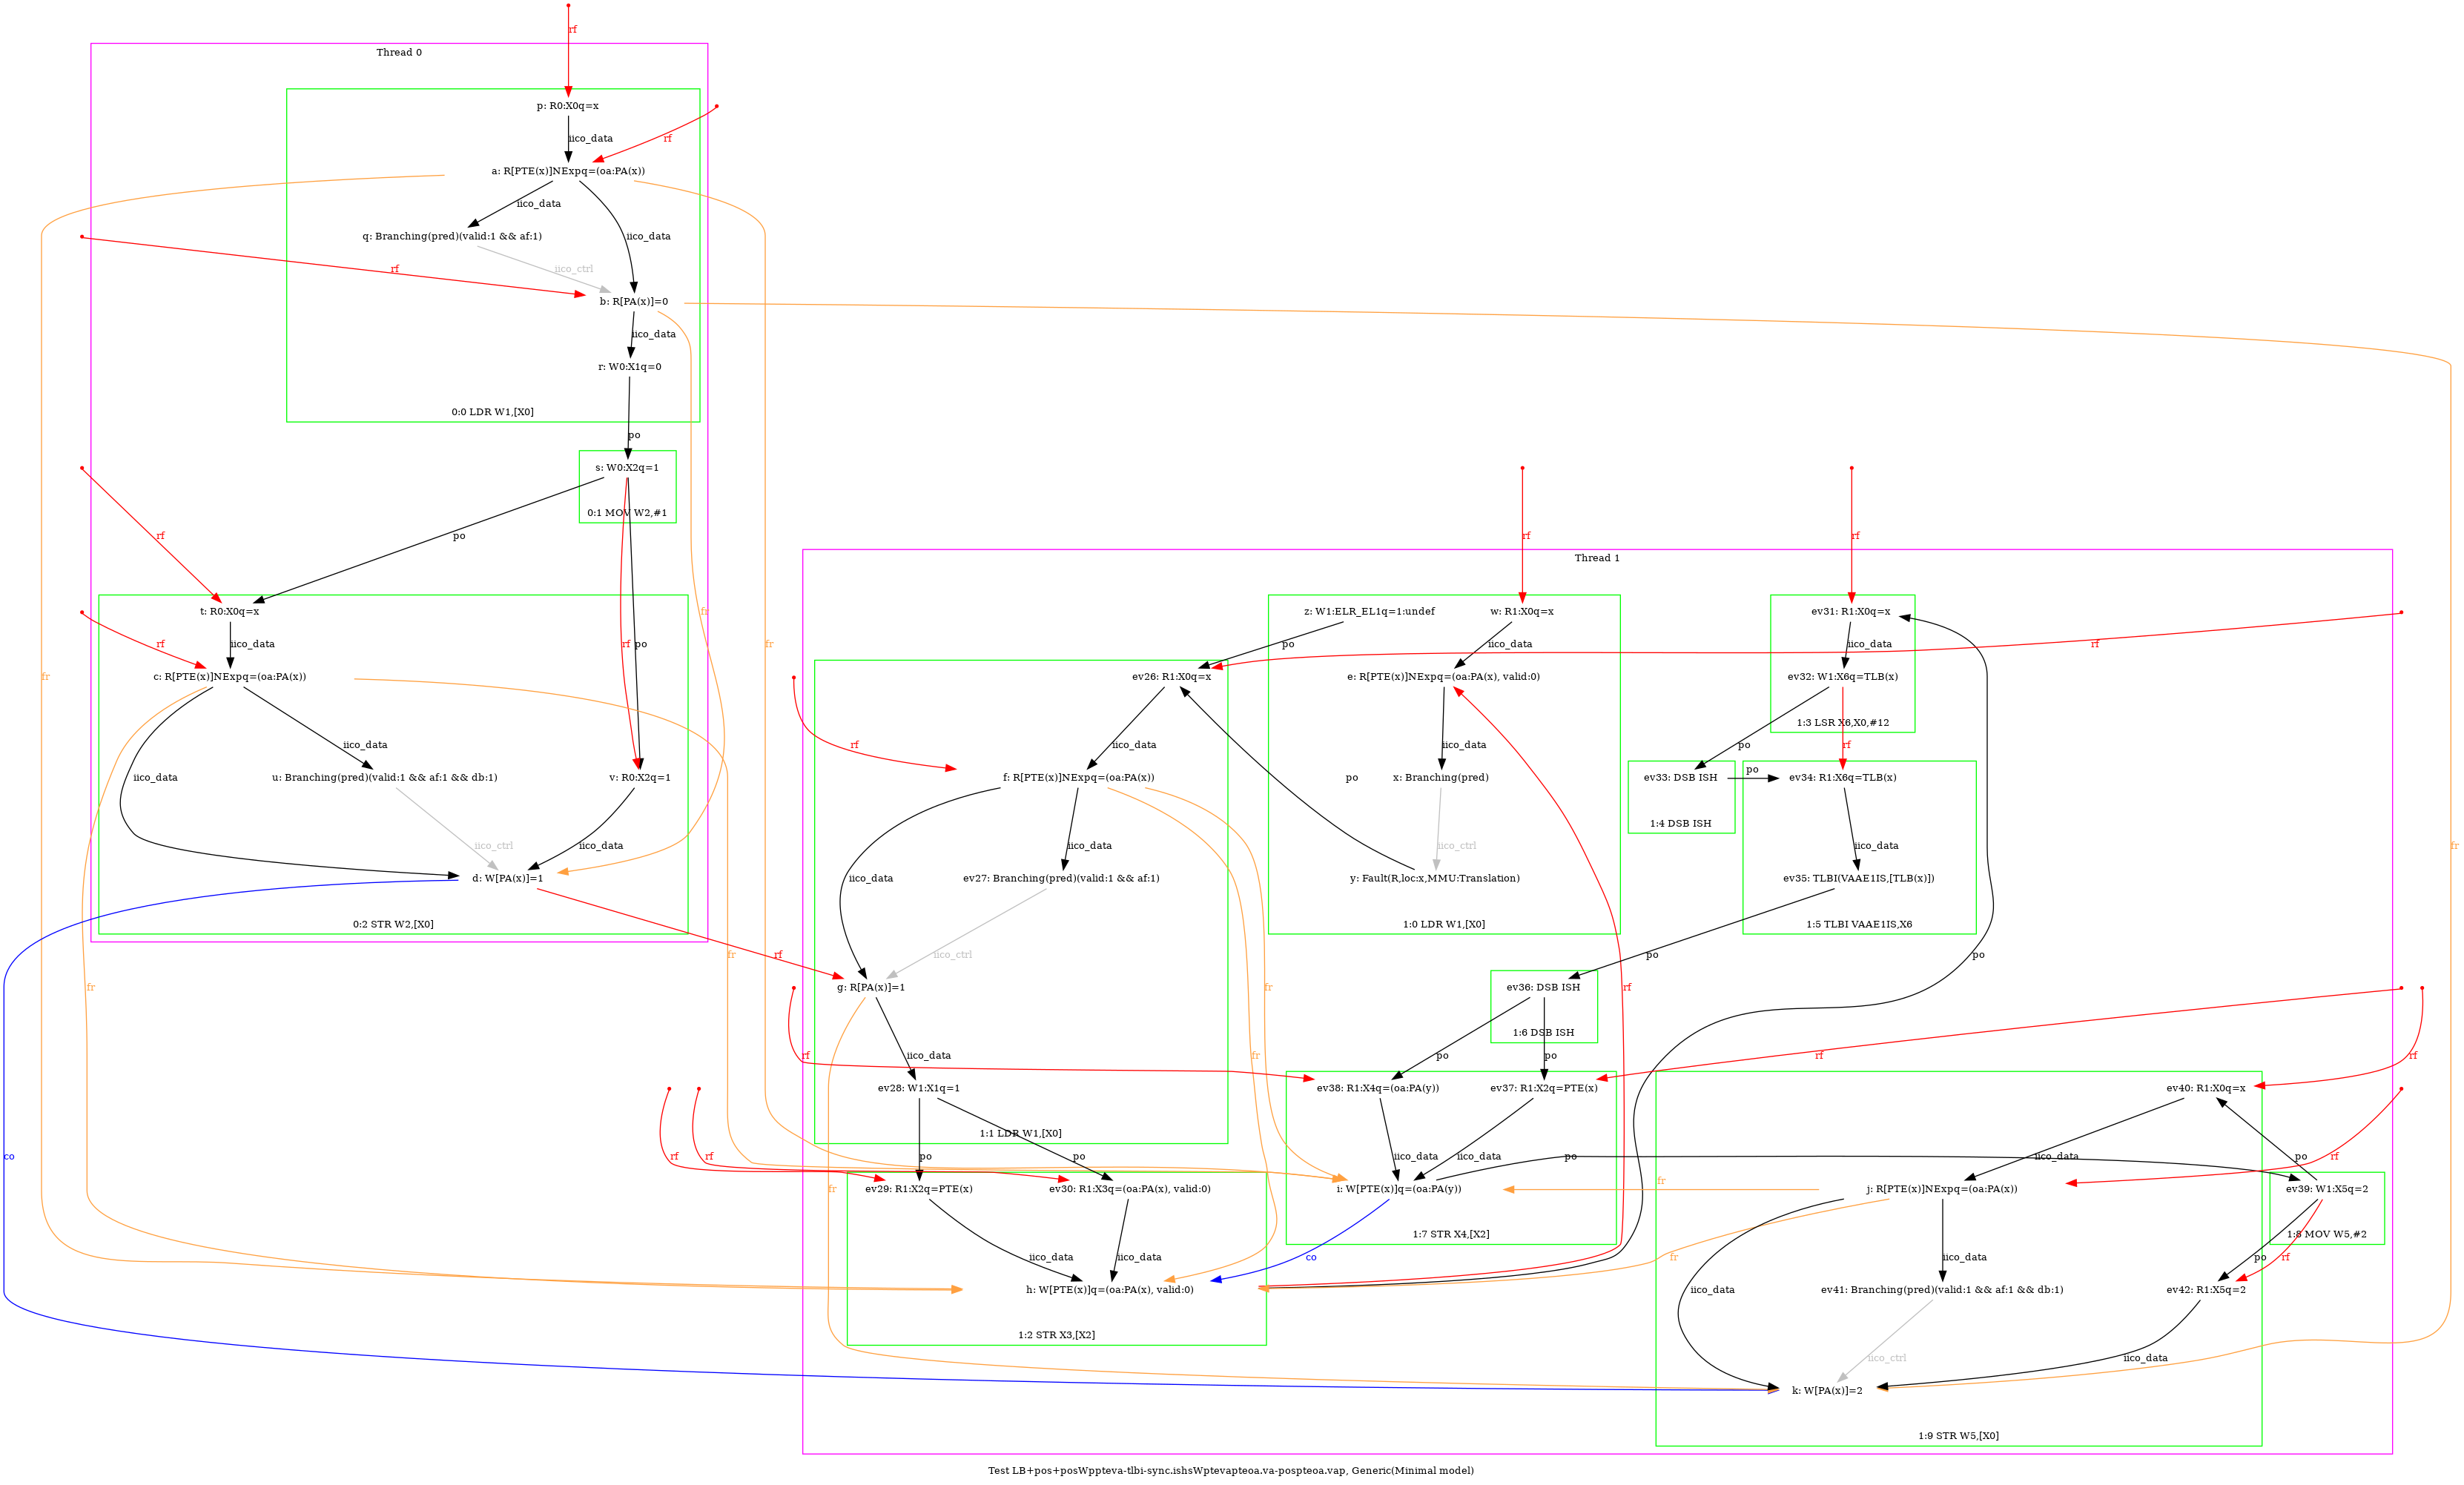 rf
Thread 0
p: R0:X0q=x
iico_data
rf
a: R[PTE(x)]NExpq=(oa:PA(x))
iico_data
q: Branching(pred)(valid:1 && af:1)
iico_data
rf
iico_ctrl
b: R[PA(x)]=0
iico_data
r: W0:X1q=0
0:0 LDR W1,[X0]
po
s: W0:X2q=1
0:1 MOV W2,#1
rf
po
rf
rf
po
fr
fr
fr
t: R0:X0q=x
rf
iico_data
c: R[PTE(x)]NExpq=(oa:PA(x))
iico_data
iico_data
u: Branching(pred)(valid:1 && af:1 && db:1)
v: R0:X2q=1
iico_ctrl
iico_data
d: W[PA(x)]=1
0:2 STR W2,[X0]
rf
fr
fr
co
rf
rf
Thread 1
z: W1:ELR_EL1q=1:undef
w: R1:X0q=x
ev31: R1:X0q=x
po
iico_data
iico_data
rf
ev26: R1:X0q=x
e: R[PTE(x)]NExpq=(oa:PA(x), valid:0)
ev32: W1:X6q=TLB(x)
1:3 LSR X6,X0,#12
rf
iico_data
iico_data
po
rf
f: R[PTE(x)]NExpq=(oa:PA(x))
po
x: Branching(pred)
ev33: DSB ISH
po
ev34: R1:X6q=TLB(x)
1:4 DSB ISH
iico_data
iico_data
iico_ctrl
iico_data
ev27: Branching(pred)(valid:1 && af:1)
y: Fault(R,loc:x,MMU:Translation)
ev35: TLBI(VAAE1IS,[TLB(x)])
1:0 LDR W1,[X0]
1:5 TLBI VAAE1IS,X6
fr
iico_ctrl
po
po
g: R[PA(x)]=1
fr
rf
ev36: DSB ISH
1:6 DSB ISH
rf
iico_data
fr
po
po
rf
rf
ev28: W1:X1q=1
ev38: R1:X4q=(oa:PA(y))
ev37: R1:X2q=PTE(x)
ev40: R1:X0q=x
1:1 LDR W1,[X0]
rf
rf
po
po
iico_data
iico_data
po
iico_data
po
rf
fr
ev29: R1:X2q=PTE(x)
ev30: R1:X3q=(oa:PA(x), valid:0)
i: W[PTE(x)]q=(oa:PA(y))
fr
j: R[PTE(x)]NExpq=(oa:PA(x))
ev39: W1:X5q=2
1:7 STR X4,[X2]
1:8 MOV W5,#2
iico_data
iico_data
co
fr
iico_data
iico_data
po
rf
h: W[PTE(x)]q=(oa:PA(x), valid:0)
ev41: Branching(pred)(valid:1 && af:1 && db:1)
ev42: R1:X5q=2
1:2 STR X3,[X2]
iico_ctrl
iico_data
k: W[PA(x)]=2
1:9 STR W5,[X0]
Test LB+pos+posWppteva-tlbi-sync.ishsWptevapteoa.va-pospteoa.vap, Generic(Minimal model)